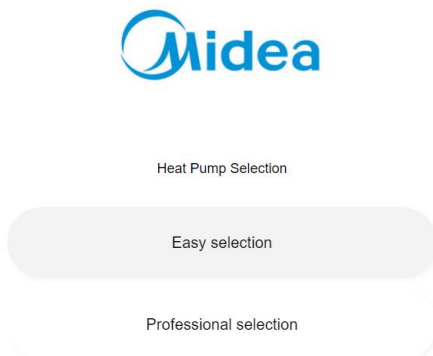 Midea
Heat Pump Selection
Easy selection
Professional selection